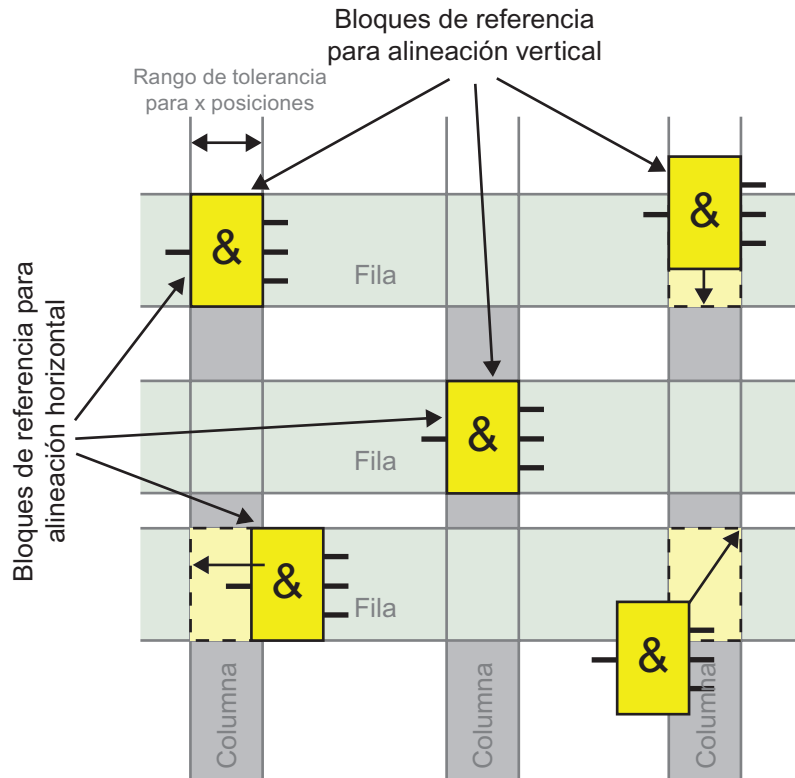 Bloques de referencia
para alineación vertical
Rango de tolerancia
para x posiciones
&
&
Fila
Bloques de referencia para
alineación horizontal
&
Fila
&
Fila
&
Columna
Columna
Columna